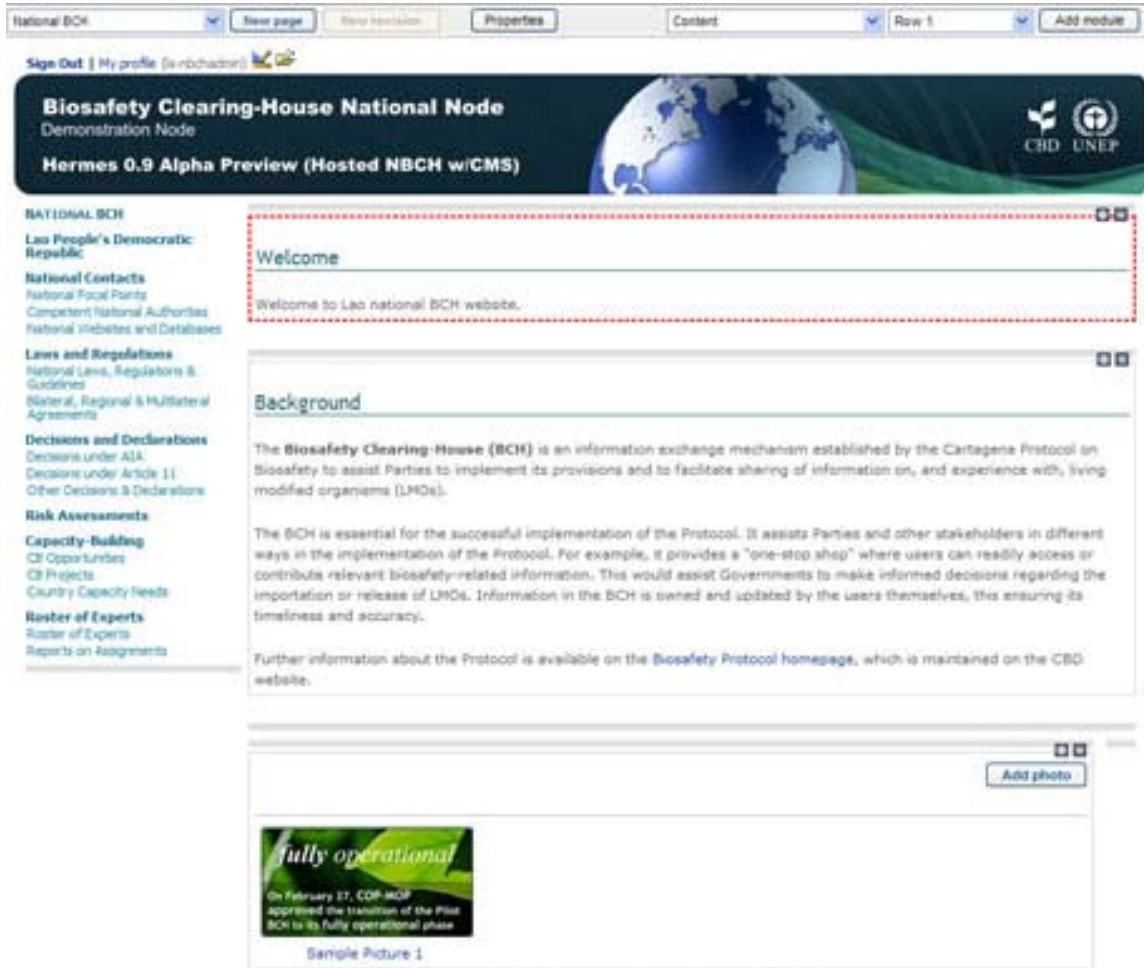 National BCH New page New revision Properties Content Row 1 Add module
Sign Out | My profile
Biosafety Clearing-House National Node
Demonstration Node
Hermes 0.9 Alpha Preview (Hosted NBCH w/CMS)
CBD UNEP
NATIONAL BCH
Lao People's Democratic
Republic
National Contacts
National Focal Points
Competent National Authorities
National Websites and Databases
Laws and Regulations
National Laws, Regulations &
Guidelines
Bilateral, Regional & Multilateral
Agreements
Decisions and Declarations
Decisions under AIA
Decisions under Article 11
Other Decisions & Declarations
Risk Assessments
Capacity-Building
CB Opportunities
CB Projects
Country Capacity Needs
Roster of Experts
Roster of Experts
Reports on Assignments
Welcome
Welcome to Lao national BCH website.
Background
The Biosafety Clearing-House (BCH) is an information exchange mechanism established by the Cartagena Protocol on
Biosafety to assist Parties to implement its provisions and to facilitate sharing of information on, and experience with, living
modified organisms (LMOs).
The BCH is essential for the successful implementation of the Protocol. It assists Parties and other stakeholders in different
ways in the implementation of the Protocol. For example, it provides a "one-stop shop" where users can readily access or
contribute relevant biosafety-related information. This would assist Governments to make informed decisions regarding the
importation or release of LMOs. Information in the BCH is owned and updated by the users themselves, this ensuring its
timeliness and accuracy.
Further information about the Protocol is available on the Biosafety Protocol homepage, which is maintained on the CBD
website.
Add photo
fully operational
On February 27, COP-MOP
approved the transition of the Pilot
BCH to its fully operational phase
Sample Picture 1